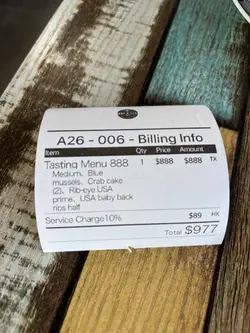 A26 - 006 - Billing Info
Item Qty Price Amount
Tasting Menu 888 1 $888 $888 TX
Medium, Blue
mussels, Crab cake
(2), Rib-eye USA
prime, USA baby back
ribs half
Service Charge10% $89 HK
Total $977